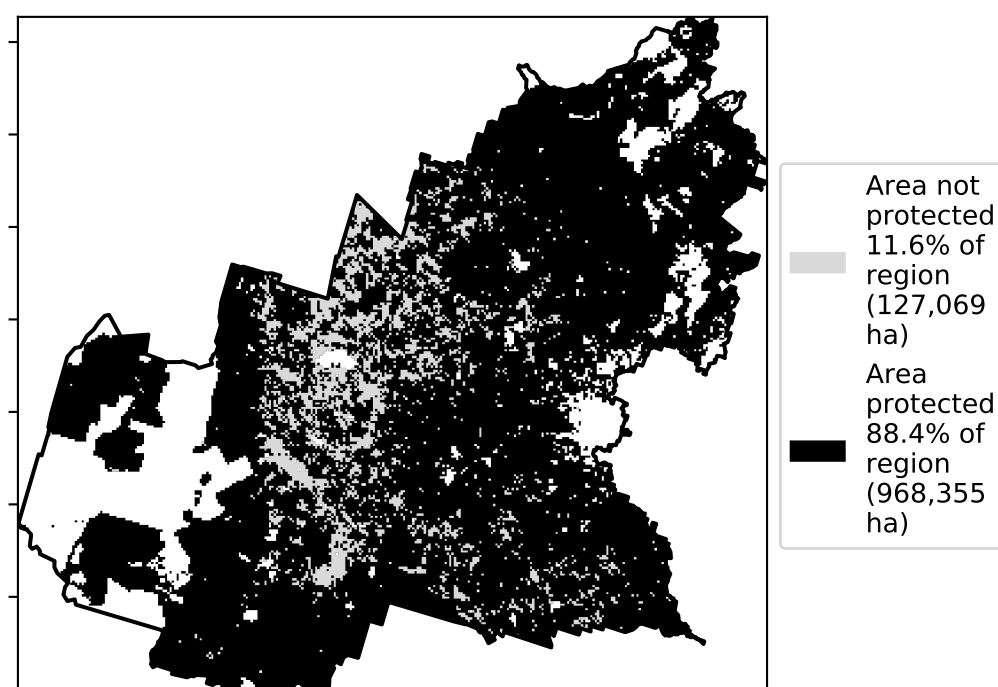 Area not
protected
11.6% of
region
(127,069
ha)
Area
protected
88.4% of
region
(968,355
ha)